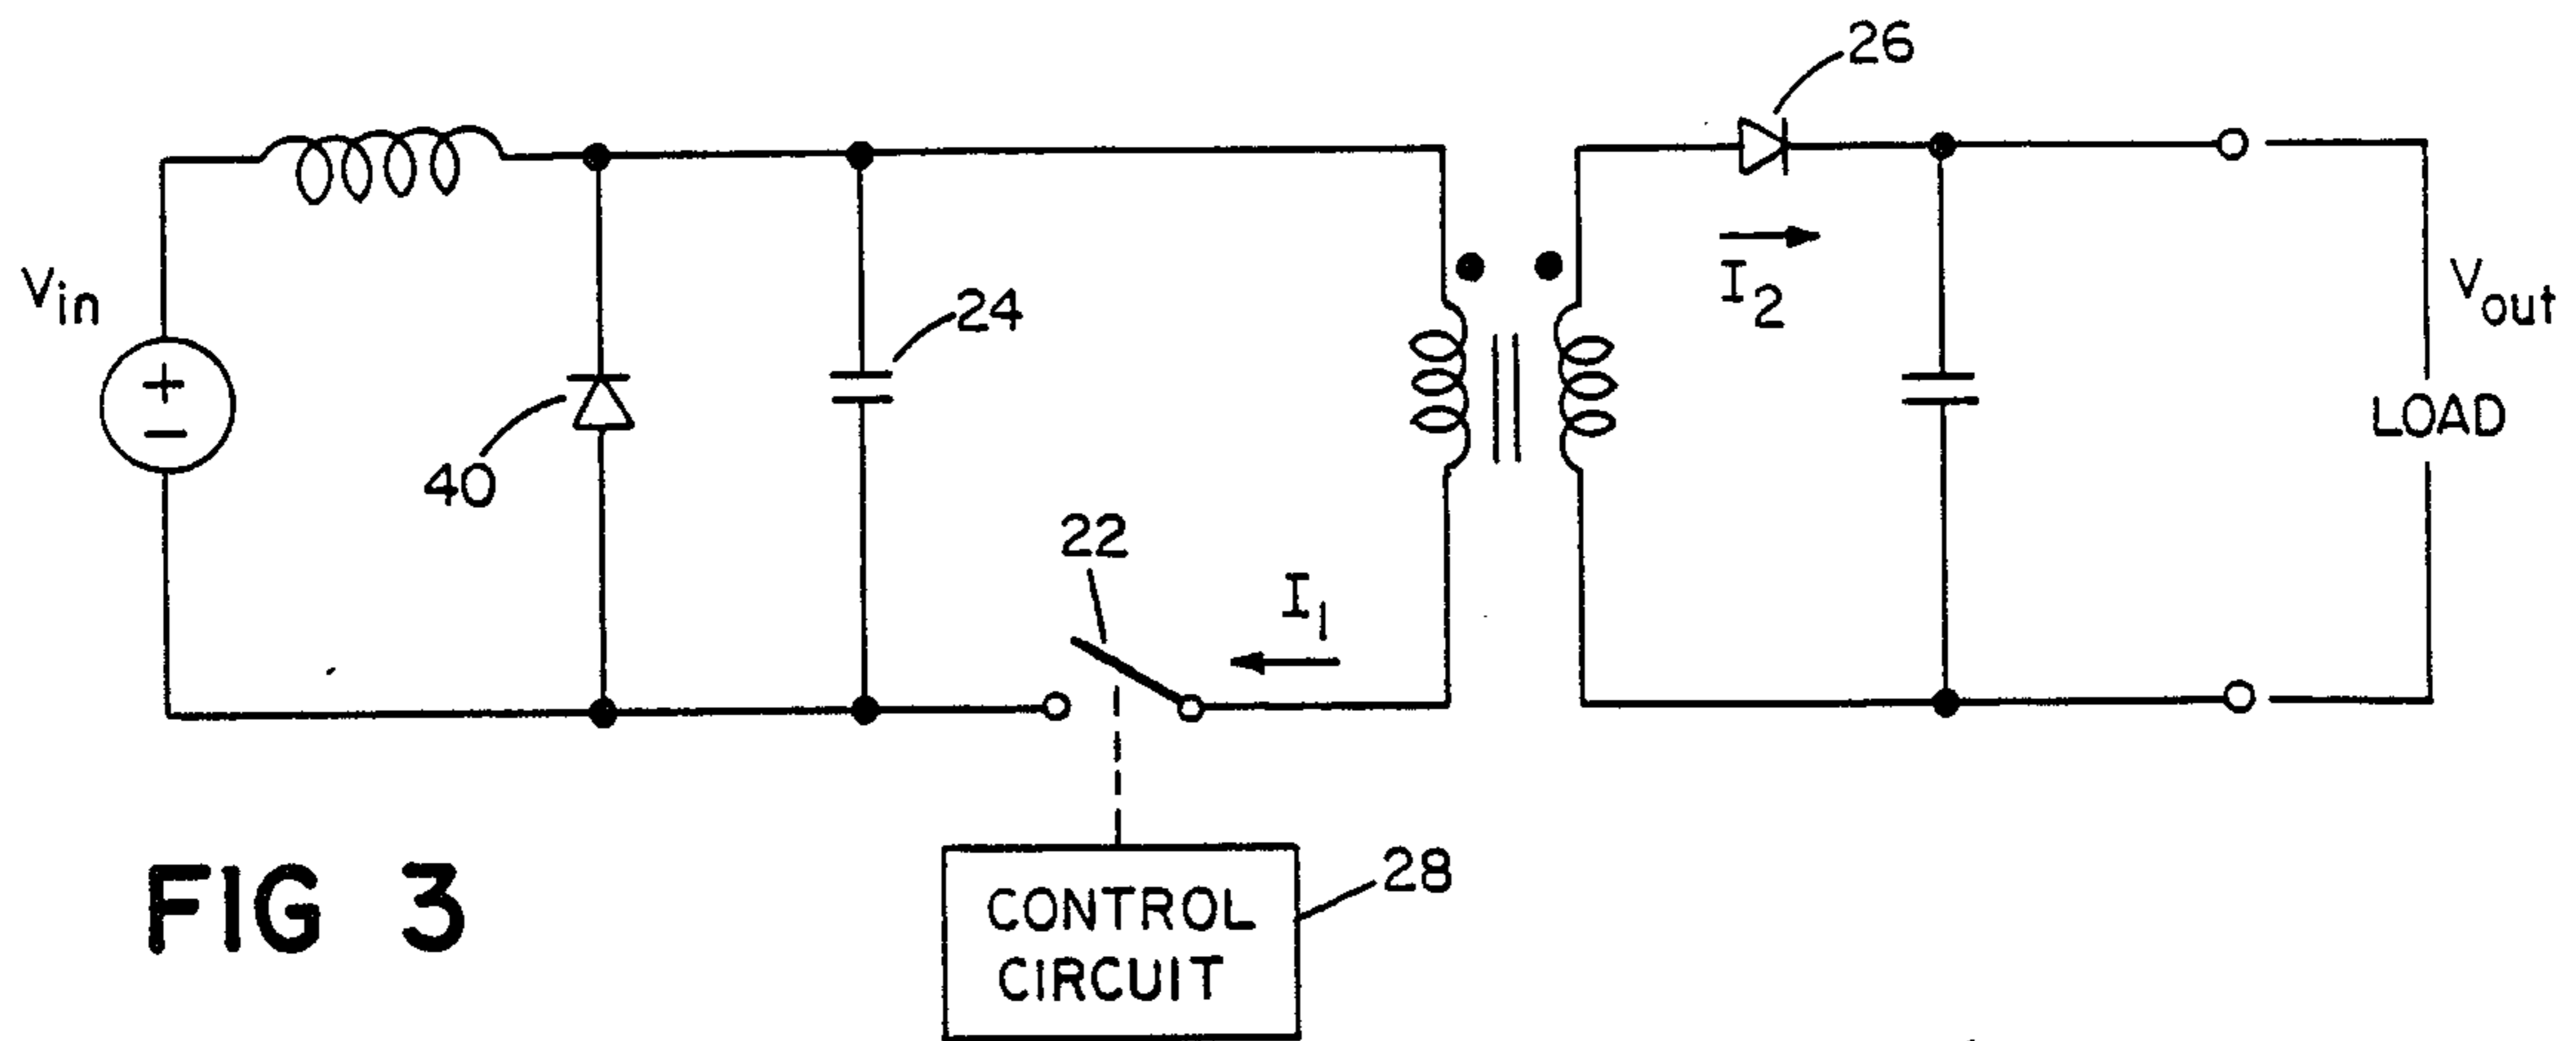 26
Vin
+
−
40
24
22
I1
I2
Vout
LOAD
CONTROL
CIRCUIT
28
FIG 3